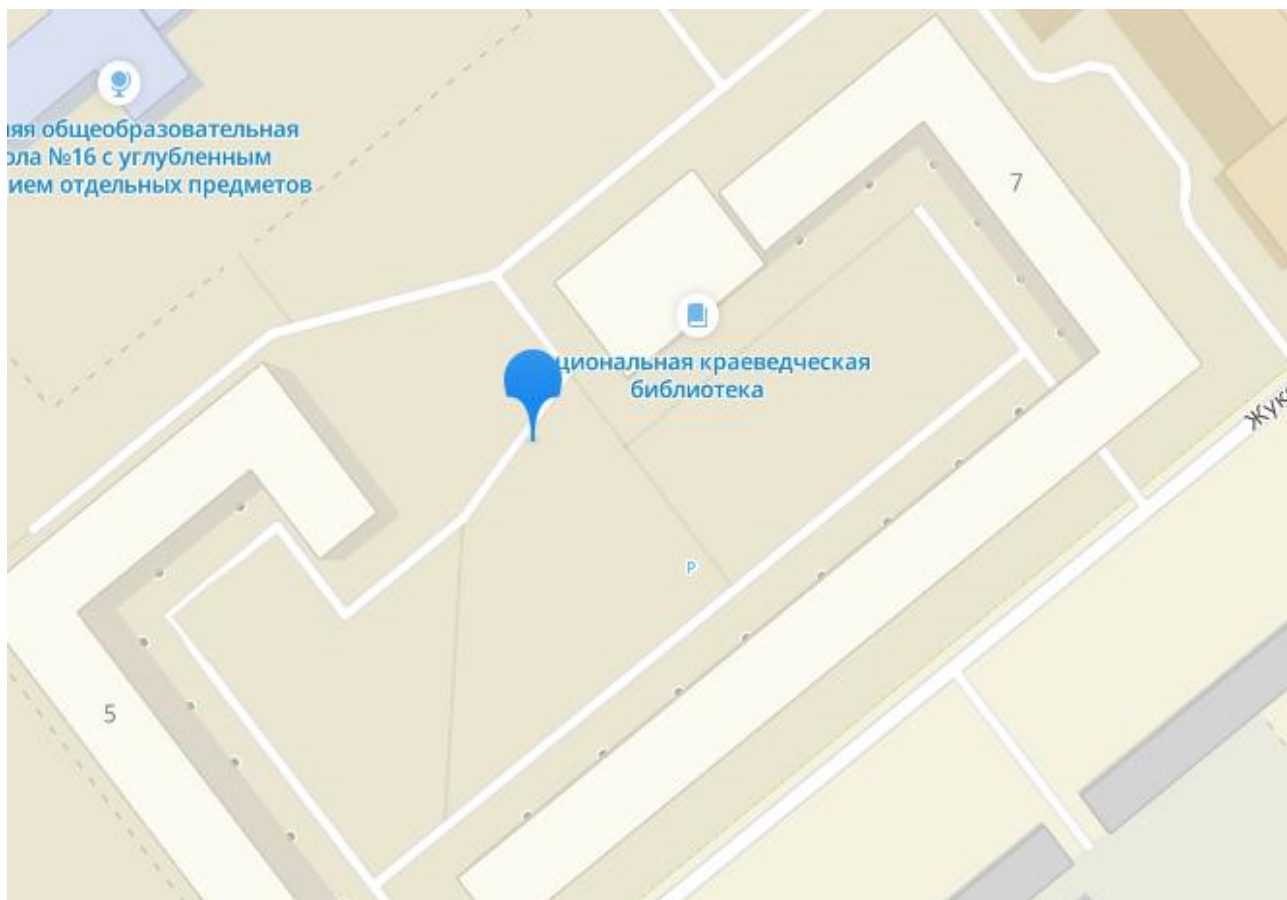 яя общеобразовательная
ола №16 с углубленным
ием отдельных предметов
7
циональная краеведческая
библиотека
Жук
P
5